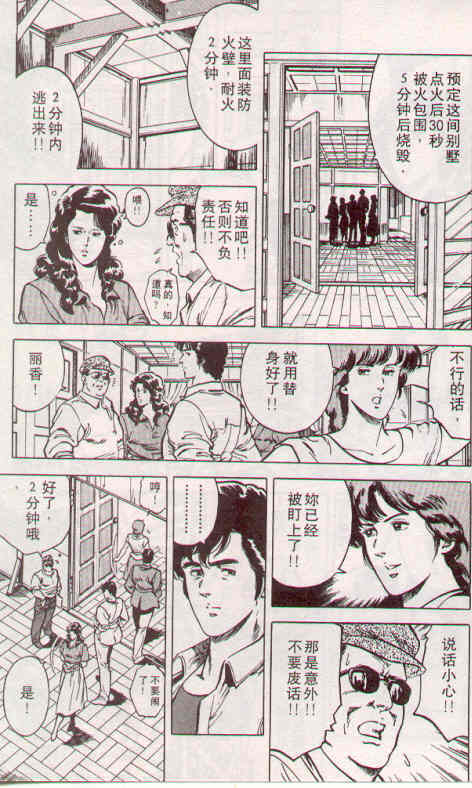 预定这间别墅
点火后30秒
被火包围，
5分钟后烧毁．
这里面装防
火壁，耐火
2分钟．
2分钟内
逃出来!!
知道吧!!
否则不负
责任!!
喂!!
真的，知
道吗?
是……
不行的话，
就用替
身好了!!
丽香!
妳已经
被盯上了!!
说话小心!!
那是意外!!
不要废话!!
…………
哼!
好了，
2分钟哦
．
不要闹
了!
是!